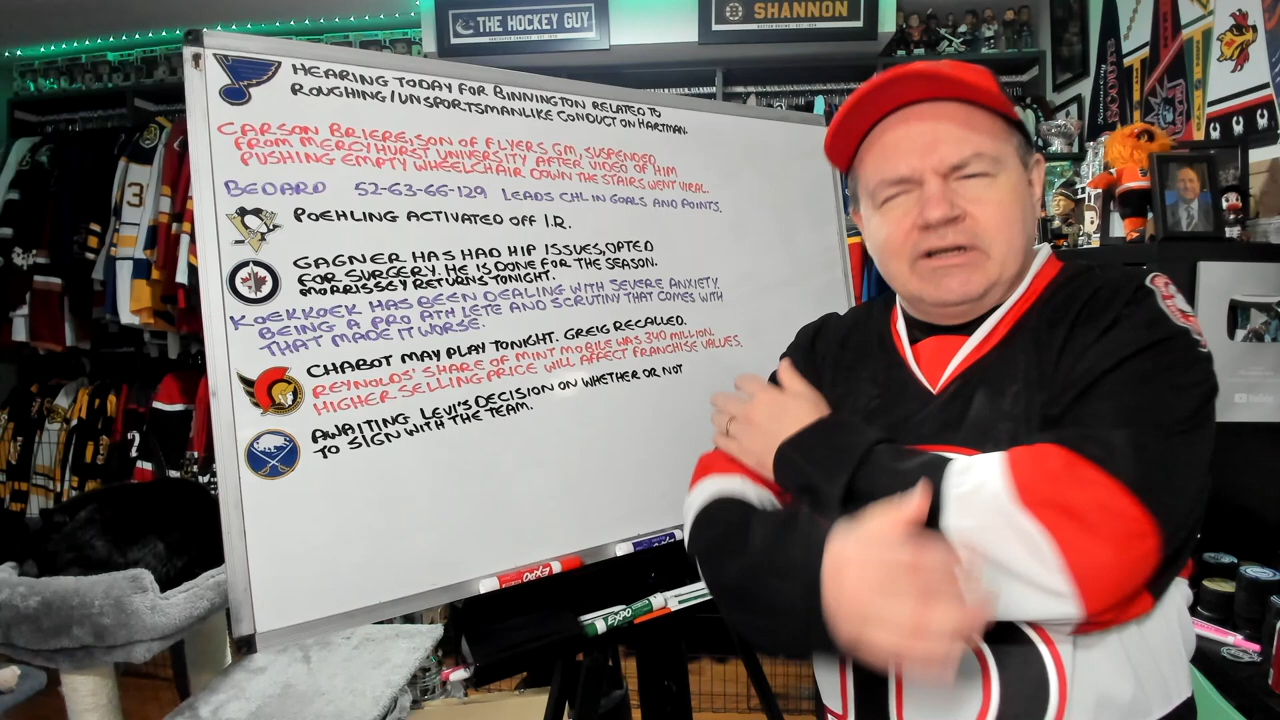 THE HOCKEY GUY
SHANNON
HEARING TODAY FOR BINNINGTON RELATED TO
ROUGHING/UNSPORTSMANLIKE CONDUCT ON HARTMAN.
CARSON BRIERE, SON OF FLYERS GM, SUSPENDED
FROM MERCYHURST UNIVERSITY AFTER VIDEO OF HIM
PUSHING EMPTY WHEELCHAIR DOWN THE STAIRS WENT VIRAL.
BEDARD 52-63-66-129 LEADS CHL IN GOALS AND POINTS.
POEHLING ACTIVATED OFF I.R.
GAGNER HAS HAD HIP ISSUES, OPTED
FOR SURGERY. HE IS DONE FOR THE SEASON.
MORRISSEY RETURNS TONIGHT.
KOEKKOEK HAS BEEN DEALING WITH SEVERE ANXIETY.
BEING A PRO ATHLETE AND SCRUTINY THAT COMES WITH
THAT MADE IT WORSE.
CHABOT MAY PLAY TONIGHT. GREIG RECALLED.
REYNOLDS' SHARE OF MINT MOBILE WAS 340 MILLION.
HIGHER SELLING PRICE WILL AFFECT FRANCHISE VALUES.
AWAITING LEVI'S DECISION ON WHETHER OR NOT
TO SIGN WITH THE TEAM.
EXPO
EXPO
3
YouTube